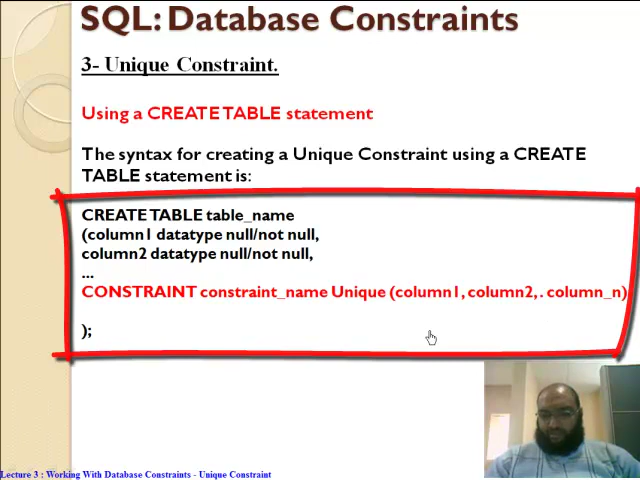 SQL: Database Constraints
3- Unique Constraint.
Using a CREATE TABLE statement
The syntax for creating a Unique Constraint using a CREATE
TABLE statement is:
CREATE TABLE table_name
(column1 datatype null/not null,
column2 datatype null/not null,
...
CONSTRAINT constraint_name Unique (column1, column2, . column_n)
);
Lecture 3 : Working With Database Constraints - Unique Constraint